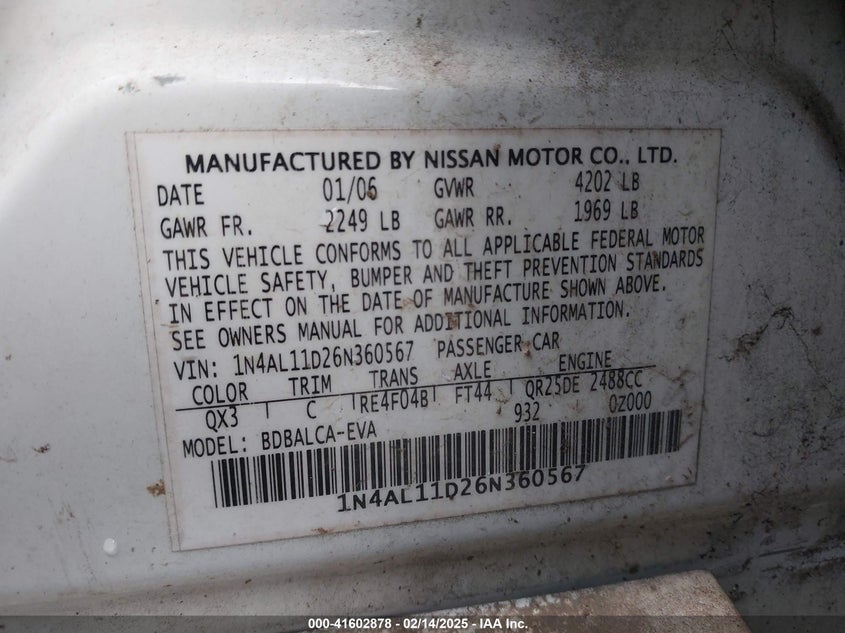 MANUFACTURED BY NISSAN MOTOR CO., LTD.
DATE 01/06 GVWR 4202 LB
GAWR FR. 2249 LB GAWR RR. 1969 LB
THIS VEHICLE CONFORMS TO ALL APPLICABLE FEDERAL MOTOR
VEHICLE SAFETY, BUMPER AND THEFT PREVENTION STANDARDS
IN EFFECT ON THE DATE OF MANUFACTURE SHOWN ABOVE.
SEE OWNERS MANUAL FOR ADDITIONAL INFORMATION.
VIN: 1N4AL11D26N360567 PASSENGER CAR
COLOR TRIM TRANS AXLE ENGINE
QX3 C RE4F04B FT44 QR25DE 2488CC
932 0Z000
MODEL: BDBALCA-EVA
1N4AL11D26N360567
000-41602878 - 02/14/2025 - IAA Inc.